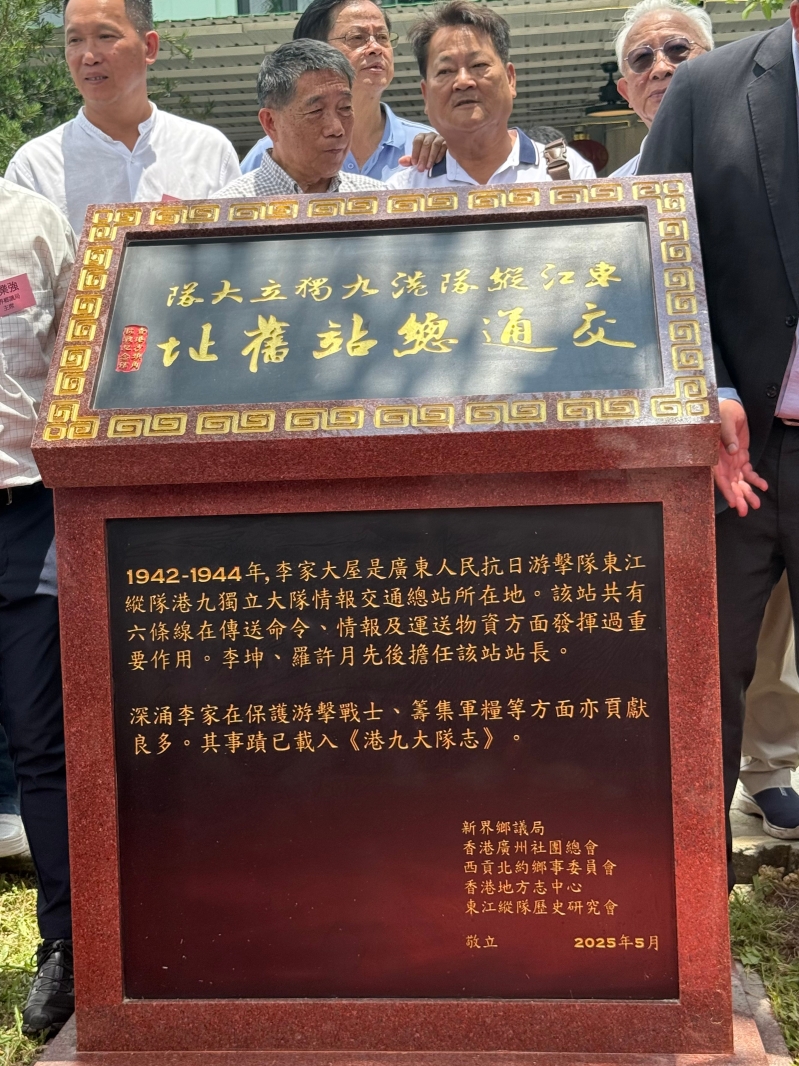 東江縱隊港九獨立大隊
交通總站舊址
1942-1944年,李家大屋是廣東人民抗日游擊隊東江
縱隊港九獨立大隊情報交通總站所在地。該站共有
六條線在傳送命令、情報及運送物資方面發揮過重
要作用。李坤、羅許月先後擔任該站站長。
深涌李家在保護游擊戰士、籌集軍糧等方面亦貢獻
良多。其事蹟已載入《港九大隊志》。
新界鄉議局
香港廣州社團總會
西貢北約鄉事委員會
香港地方志中心
東江縱隊歷史研究會
敬立 2025年5月